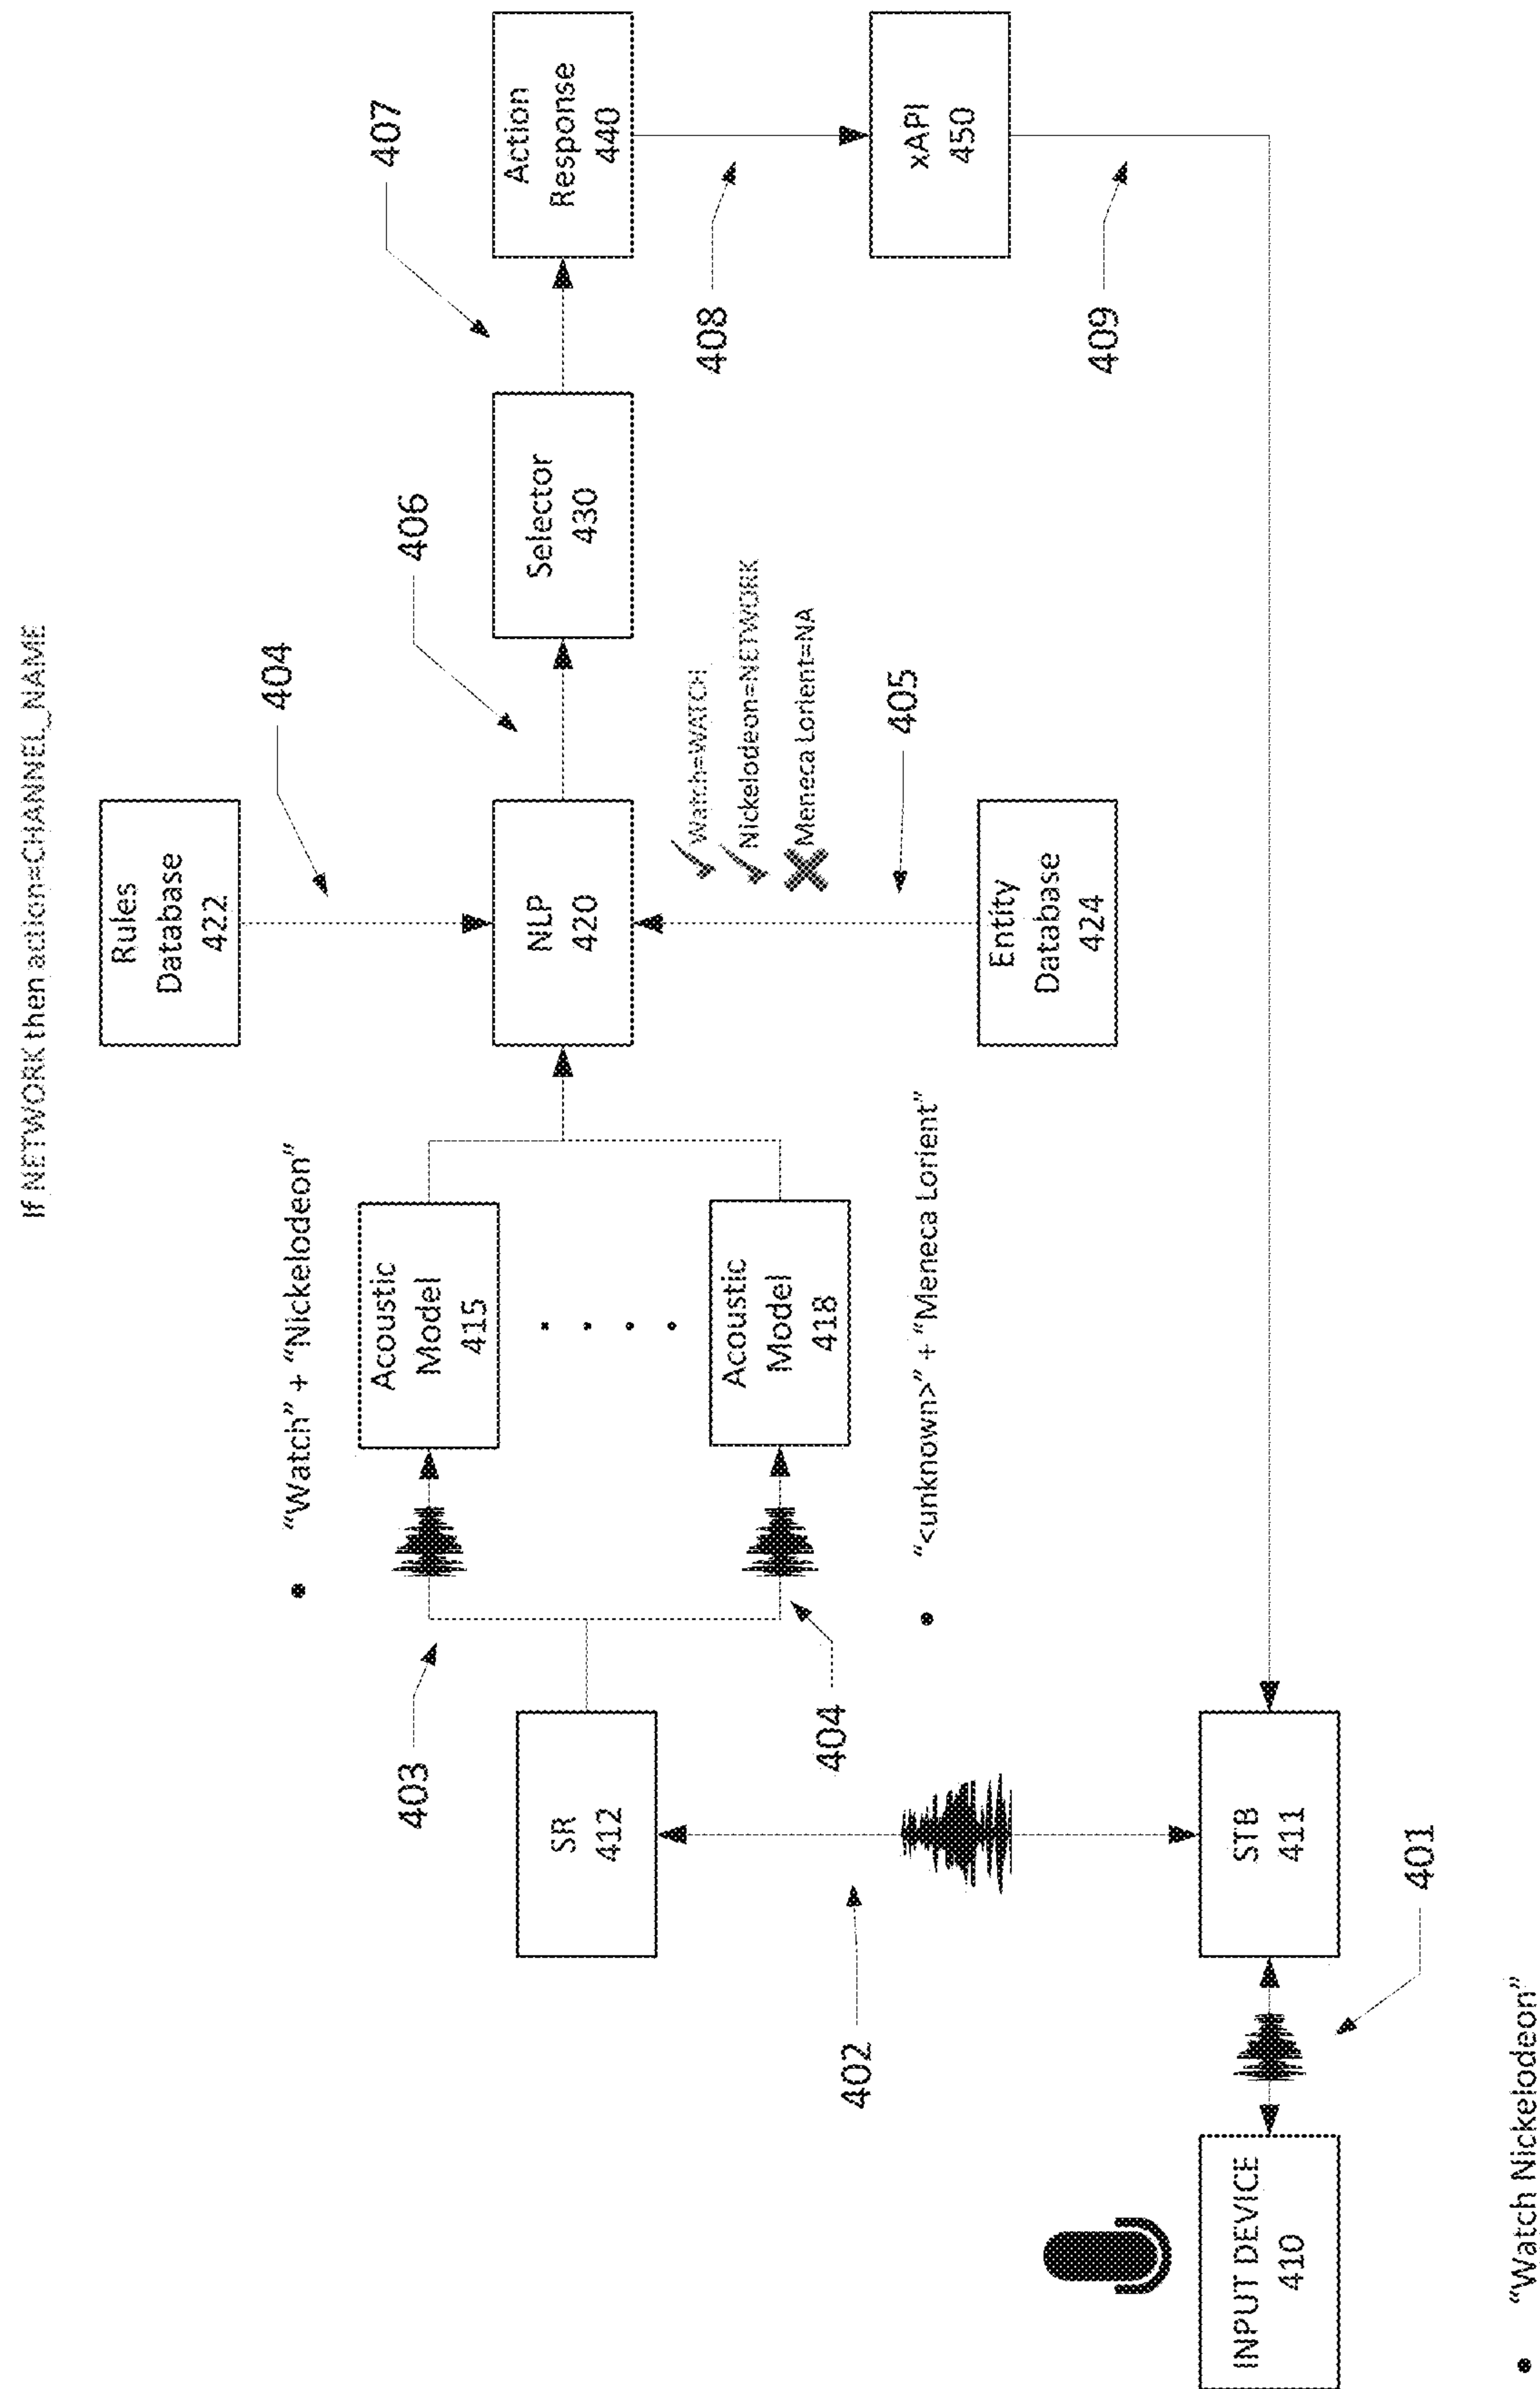 If NETWORK then action=CHANNEL_NAME
Rules
Database
422
404
406
407
• "Watch" + "Nickelodeon"
403
Acoustic
Model
415
NLP
420
Selector
430
Action
Response
440
SR
412
Watch=WATCH
Nickelodeon=NETWORK
Meneca Lorient=NA
408
404
Acoustic
Model
418
405
402
• "<unknown>" + "Meneca Lorient"
Entity
Database
424
xAPI
450
409
INPUT DEVICE
410
STB
411
401
• "Watch Nickelodeon"